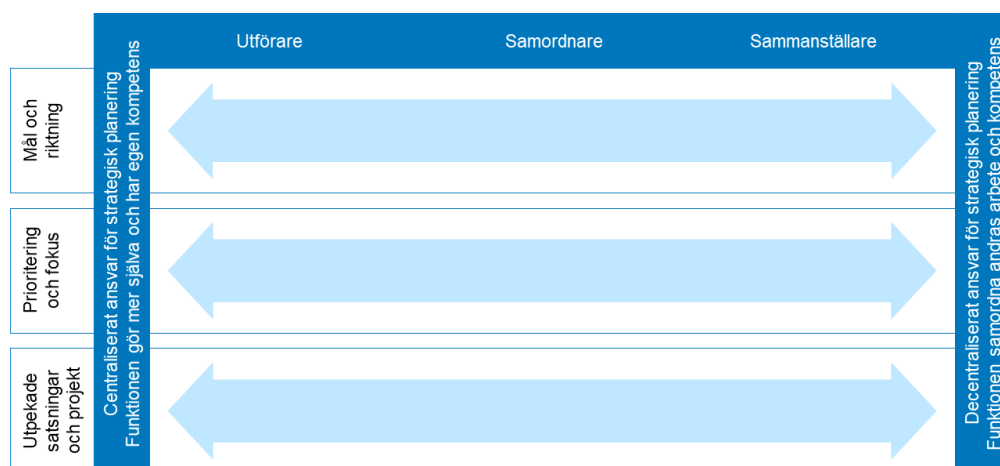 Utförare
Samordnare
Sammanställare
Centraliserat ansvar för strategisk planering
Funktionen gör mer själva och har egen kompetens
Mål och
riktning
Prioritering
och fokus
Utpekade
satsningar
och projekt
Decentraliserat ansvar för strategisk planering
Funktionen samordna andras arbete och kompetens